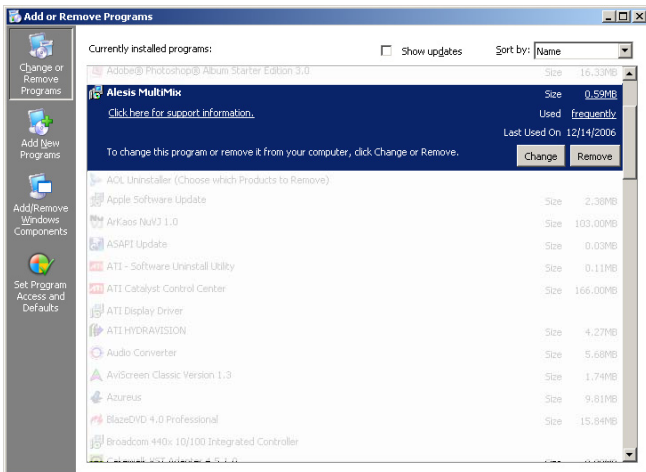 Add or Remove Programs
Change or
Remove
Programs
Add New
Programs
Add/Remove
Windows
Components
Set Program
Access and
Defaults
Currently installed programs:
Show updates
Sort by: Name
Adobe® Photoshop® Album Starter Edition 3.0 Size 16.33MB
Alesis MultiMix Size 0.59MB
Click here for support information. Used frequently
Last Used On 12/14/2006
To change this program or remove it from your computer, click Change or Remove. Change Remove
AOL Uninstaller (Choose which Products to Remove)
Apple Software Update Size 2.38MB
ArKaos NuVJ 1.0 Size 103.00MB
ASAPI Update Size 0.03MB
ATI - Software Uninstall Utility Size 0.11MB
ATI Catalyst Control Center Size 166.00MB
ATI Display Driver
ATI HYDRAVISION Size 4.27MB
Audio Converter Size 5.68MB
AviScreen Classic Version 1.3 Size 1.74MB
Azureus Size 9.81MB
BlazeDVD 4.0 Professional Size 15.84MB
Broadcom 440x 10/100 Integrated Controller